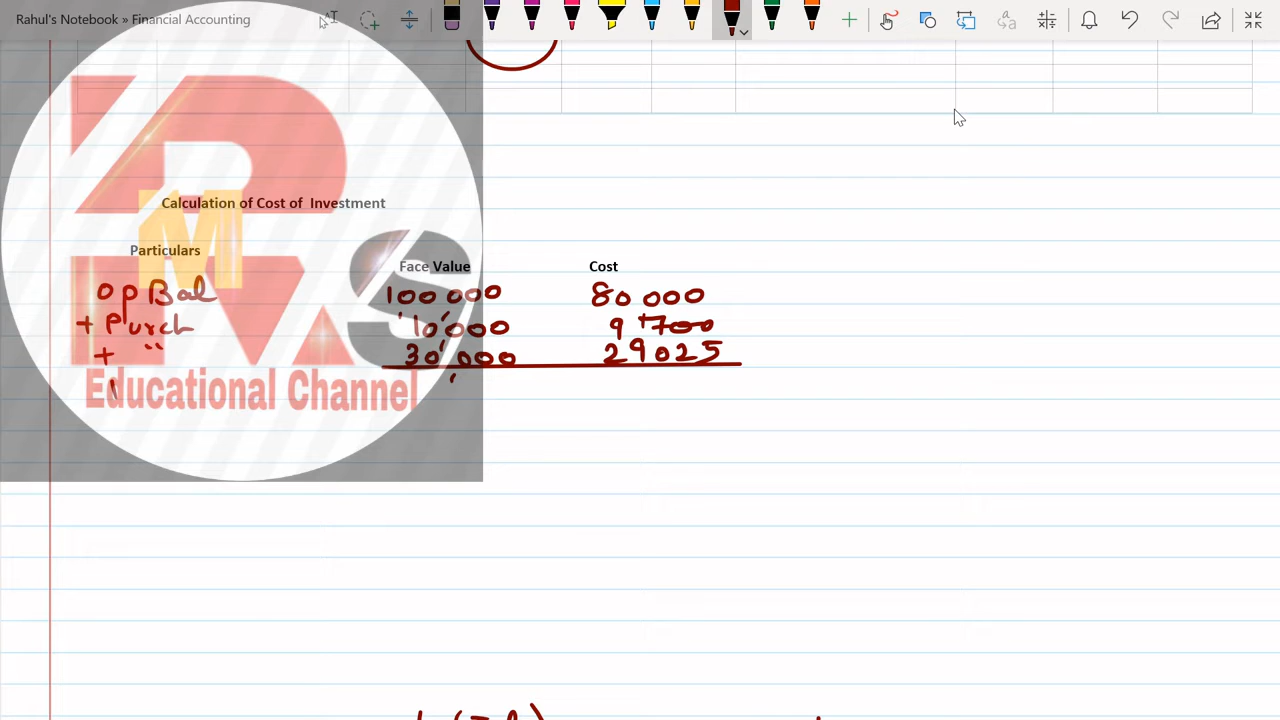 Rahul's Notebook » Financial Accounting
RMS
Calculation of Cost of Investment
Particulars
Face Value Cost
Op Bal 100000 80000
+ Purch 10000 9700
+ " 30000 29025
Educational Channel